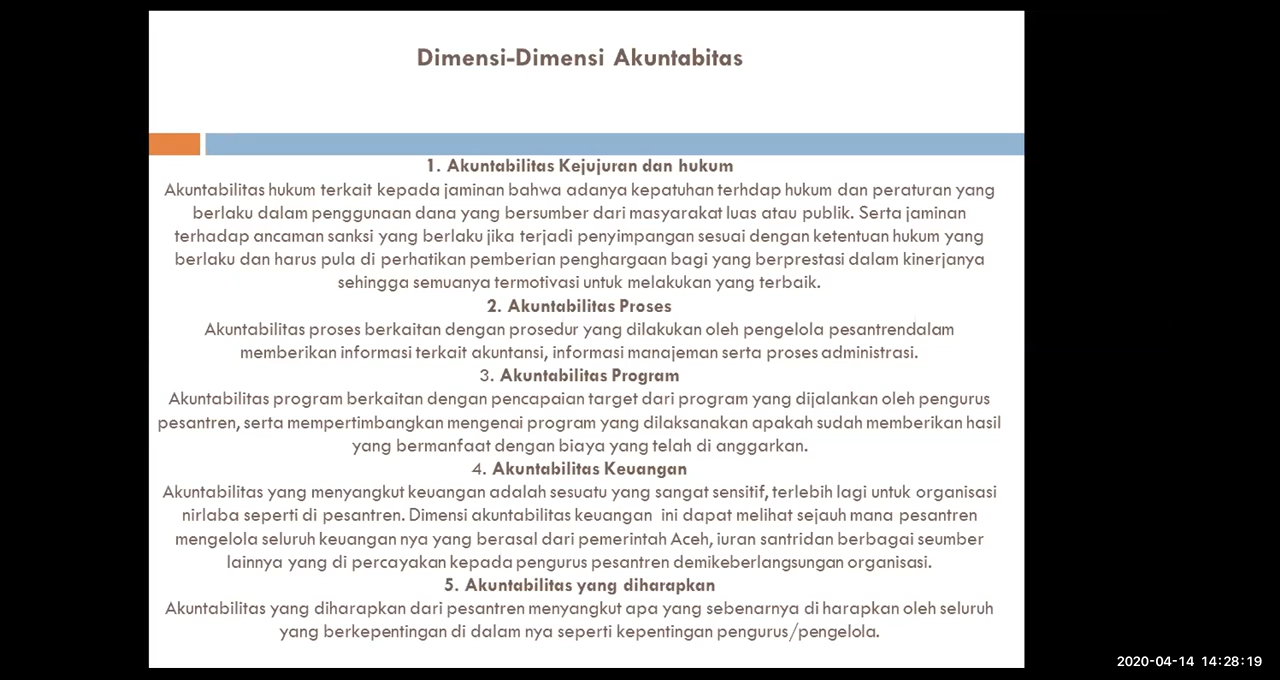 Dimensi-Dimensi Akuntabitas
1. Akuntabilitas Kejujuran dan hukum
Akuntabilitas hukum terkait kepada jaminan bahwa adanya kepatuhan terhdap hukum dan peraturan yang
berlaku dalam penggunaan dana yang bersumber dari masyarakat luas atau publik. Serta jaminan
terhadap ancaman sanksi yang berlaku jika terjadi penyimpangan sesuai dengan ketentuan hukum yang
berlaku dan harus pula di perhatikan pemberian penghargaan bagi yang berprestasi dalam kinerjanya
sehingga semuanya termotivasi untuk melakukan yang terbaik.
2. Akuntabilitas Proses
Akuntabilitas proses berkaitan dengan prosedur yang dilakukan oleh pengelola pesantrendalam
memberikan informasi terkait akuntansi, informasi manajeman serta proses administrasi.
3. Akuntabilitas Program
Akuntabilitas program berkaitan dengan pencapaian target dari program yang dijalankan oleh pengurus
pesantren, serta mempertimbangkan mengenai program yang dilaksanakan apakah sudah memberikan hasil
yang bermanfaat dengan biaya yang telah di anggarkan.
4. Akuntabilitas Keuangan
Akuntabilitas yang menyangkut keuangan adalah sesuatu yang sangat sensitif, terlebih lagi untuk organisasi
nirlaba seperti di pesantren. Dimensi akuntabilitas keuangan ini dapat melihat sejauh mana pesantren
mengelola seluruh keuangan nya yang berasal dari pemerintah Aceh, iuran santridan berbagai seumber
lainnya yang di percayakan kepada pengurus pesantren demikeberlangsungan organisasi.
5. Akuntabilitas yang diharapkan
Akuntabilitas yang diharapkan dari pesantren menyangkut apa yang sebenarnya di harapkan oleh seluruh
yang berkepentingan di dalam nya seperti kepentingan pengurus/pengelola.
2020-04-14 14:28:19